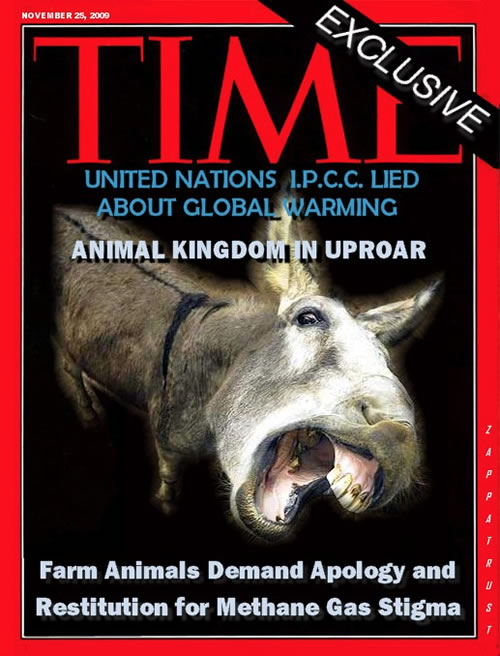 NOVEMBER 25, 2009
EXCLUSIVE
TIME
UNITED NATIONS I.P.C.C. LIED
ABOUT GLOBAL WARMING
ANIMAL KINGDOM IN UPROAR
Farm Animals Demand Apology and
Restitution for Methane Gas Stigma
ZAPPATRUST